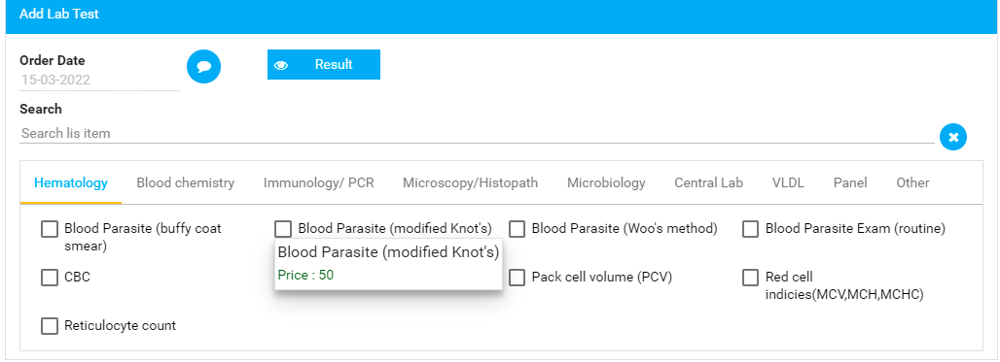 Add Lab Test
Order Date
15-03-2022
Result
Search
Search lis item
Hematology Blood chemistry Immunology/ PCR Microscopy/Histopath Microbiology Central Lab VLDL Panel Other
Blood Parasite (buffy coat smear)
Blood Parasite (modified Knot's)
Blood Parasite (Woo's method)
Blood Parasite Exam (routine)
Blood Parasite (modified Knot's)
Price : 50
CBC
Pack cell volume (PCV)
Red cell
indicies(MCV,MCH,MCHC)
Reticulocyte count